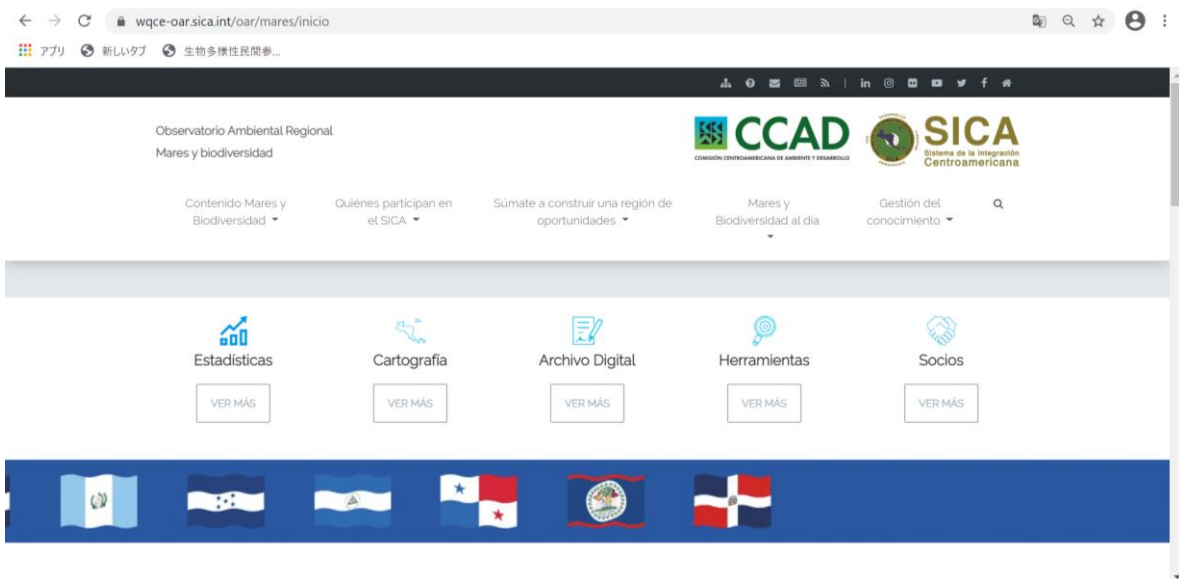 wqce-oar.sica.int/oar/mares/inicio
アプリ 新しいタブ 生物多様性民間参...
Observatorio Ambiental Regional
Mares y biodiversidad
CCAD
COMISIÓN CENTROAMERICANA DE AMBIENTE Y DESARROLLO
SICA
Sistema de la Integración
Centroamericana
Contenido Mares y
Biodiversidad
Quiénes participan en
el SICA
Súmate a construir una región de
oportunidades
Mares y
Biodiversidad al día
Gestión del
conocimiento
Estadísticas
VER MÁS
Cartografía
VER MÁS
Archivo Digital
VER MÁS
Herramientas
VER MÁS
Socios
VER MÁS